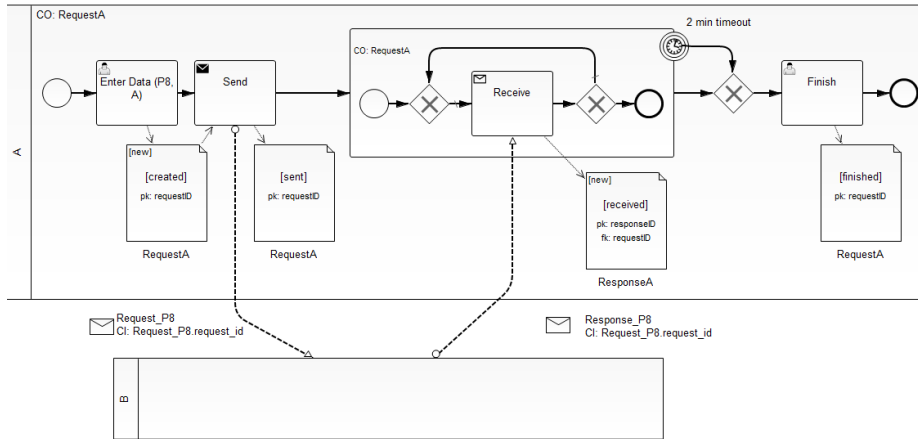 CO: RequestA
2 min timeout
CO: RequestA
Enter Data (P8,
A)
Send
Receive
Finish
A
[new]
[created]
pk: requestID
RequestA
[sent]
pk: requestID
RequestA
[new]
[received]
pk: responseID
fk: requestID
ResponseA
[finished]
pk: requestID
RequestA
Request_P8
CI: Request_P8.request_id
Response_P8
CI: Request_P8.request_id
B